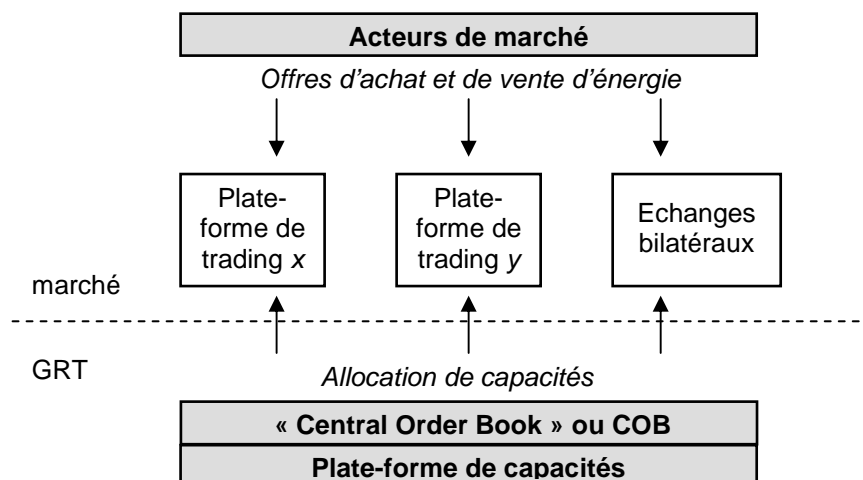 Acteurs de marché
Offres d’achat et de vente d’énergie
Plate-
forme de
trading x
Plate-
forme de
trading y
Echanges
bilatéraux
marché
GRT
Allocation de capacités
« Central Order Book » ou COB
Plate-forme de capacités